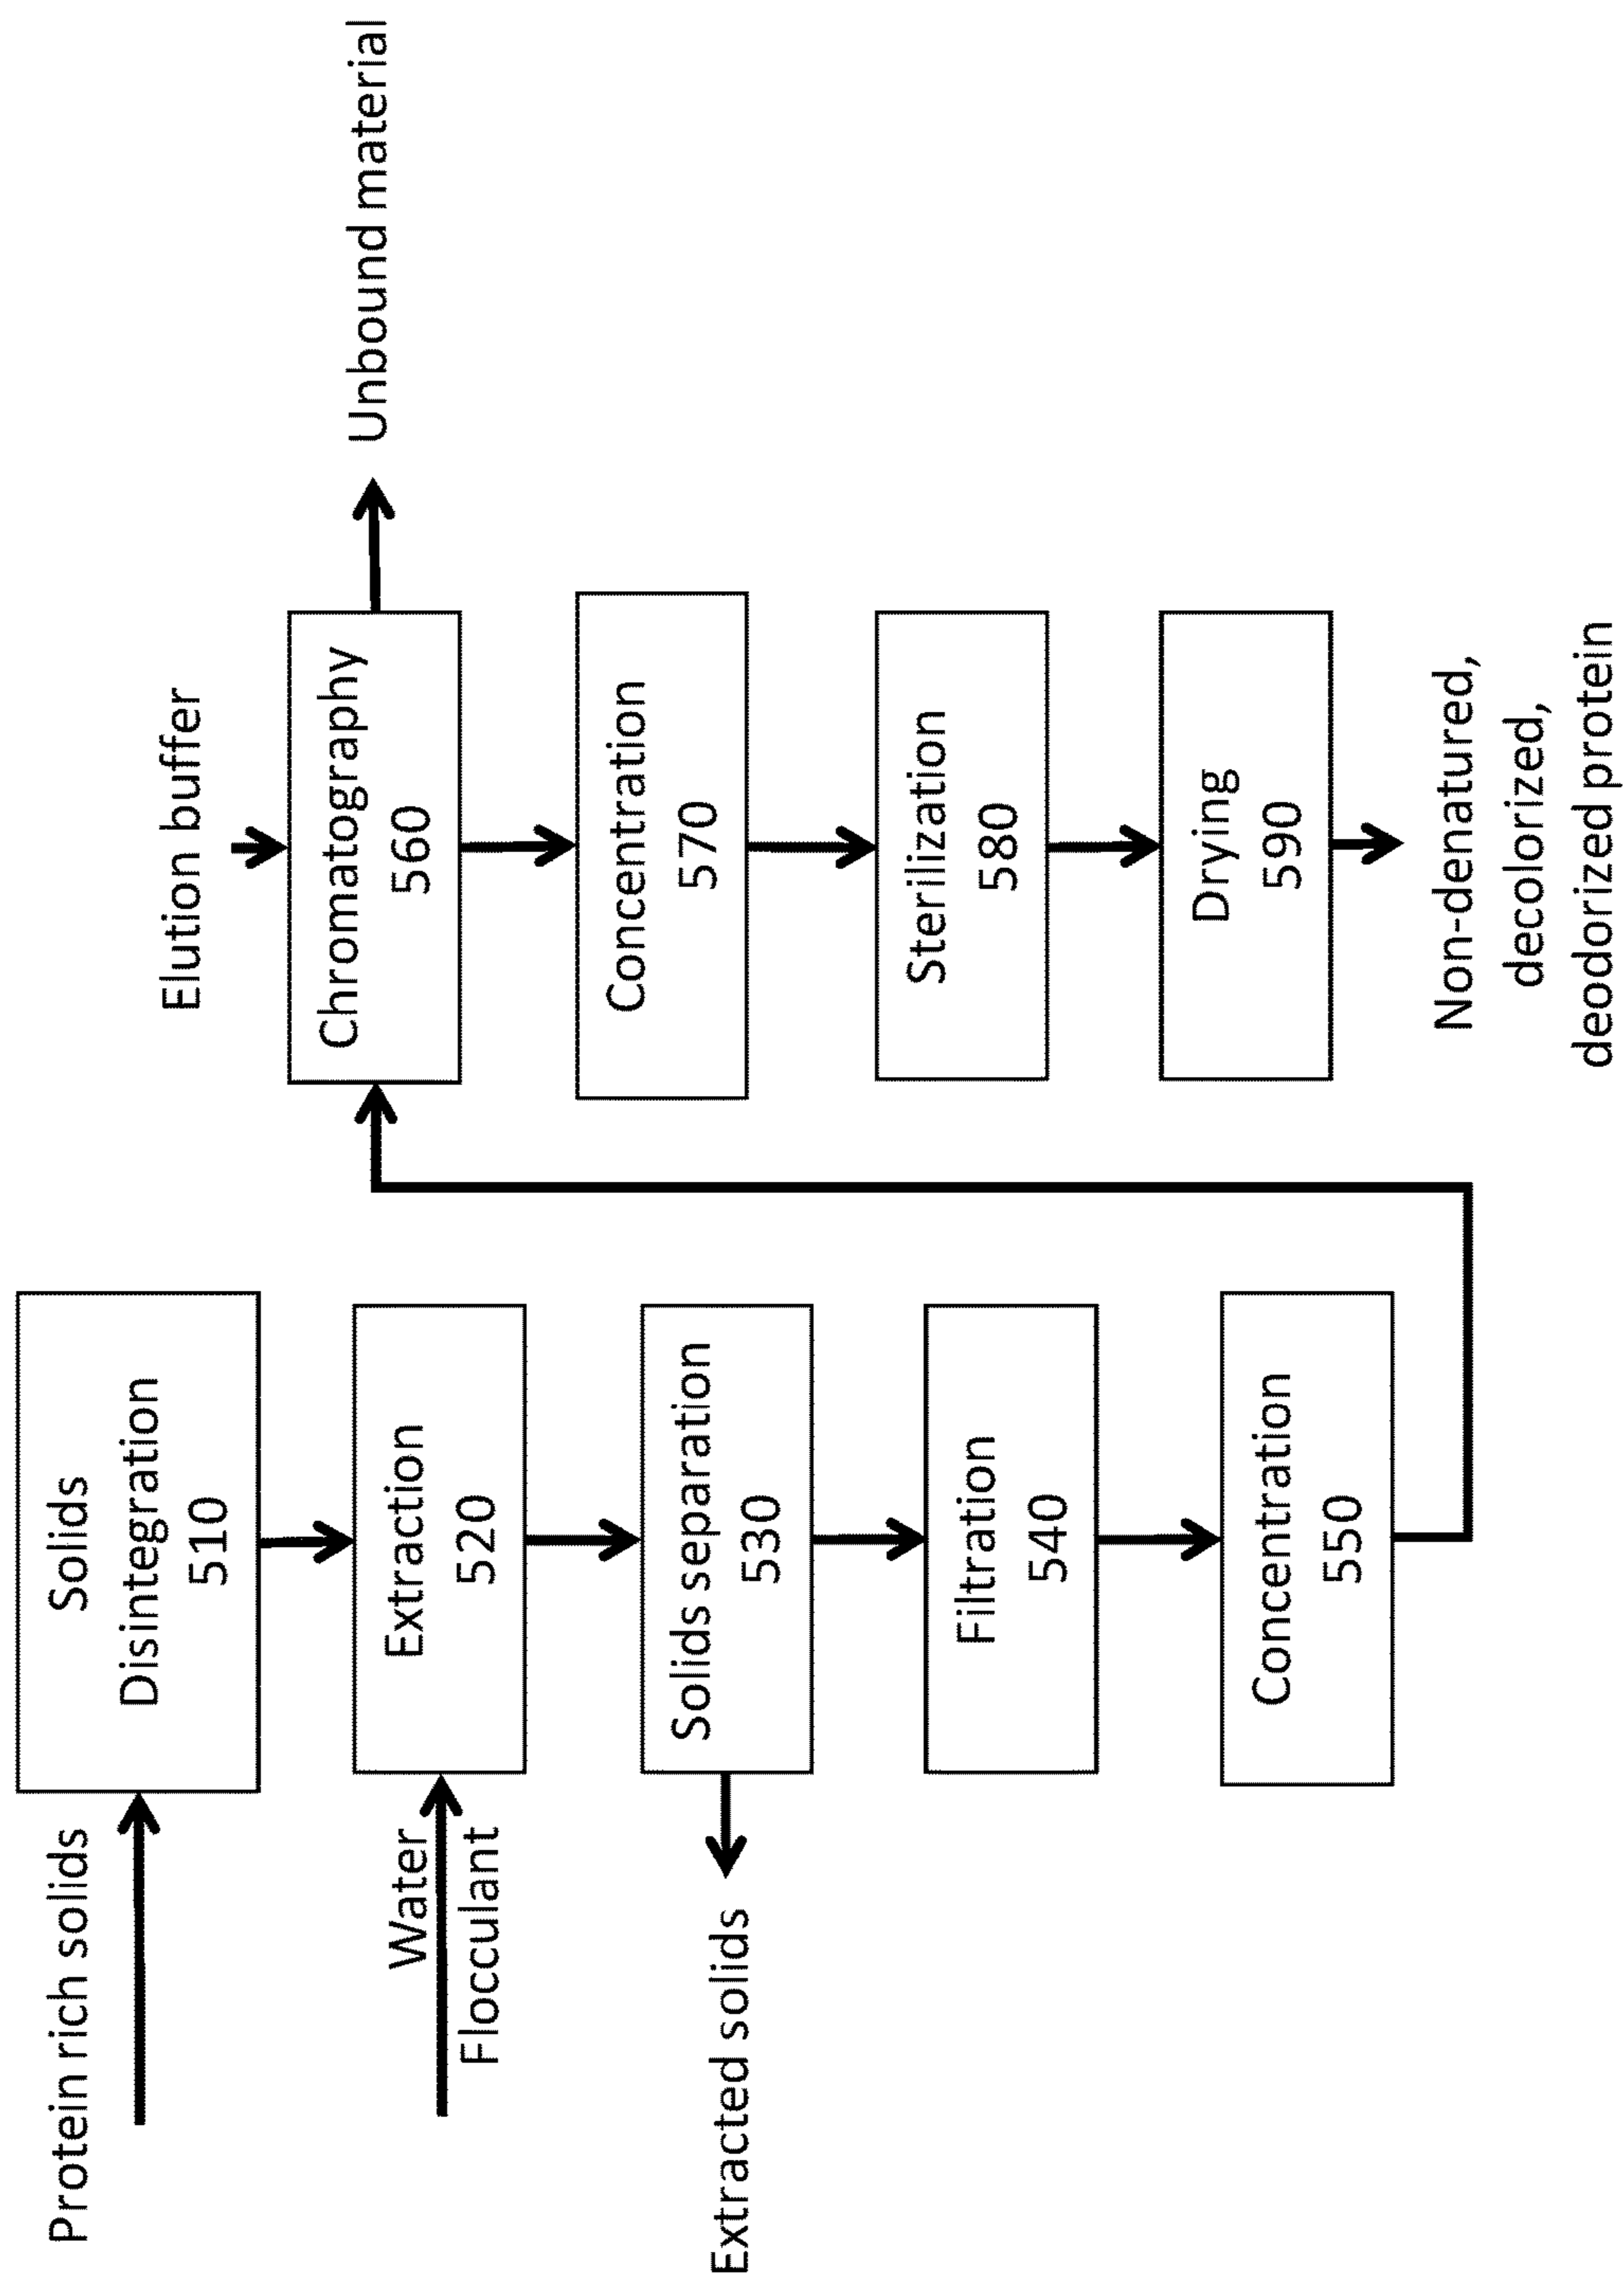 Protein rich solids
Solids
Disintegration
510
Water
Flocculant
Extraction
520
Solids separation
530
Extracted solids
Filtration
540
Concentration
550
Elution buffer
Chromatography
560
Unbound material
Concentration
570
Sterilization
580
Drying
590
Non-denatured,
decolorized,
deodorized protein